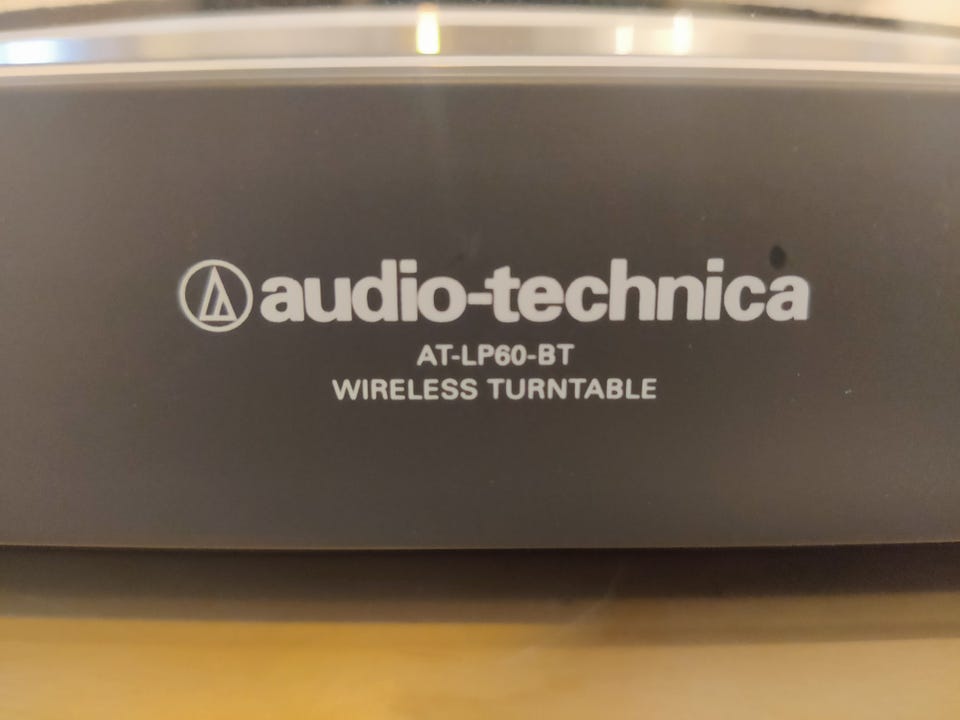 audio-technica
AT-LP60-BT
WIRELESS TURNTABLE